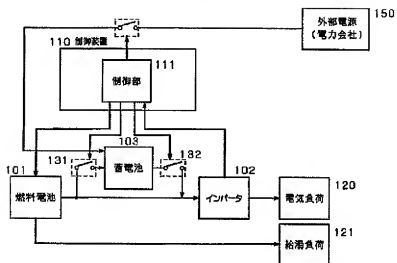 150
外部電源
(電力会社)
110 制御装置
111
制御部
103
131
蓄電池
132
101
燃料電池
102
インバータ
120
電気負荷
121
給湯負荷